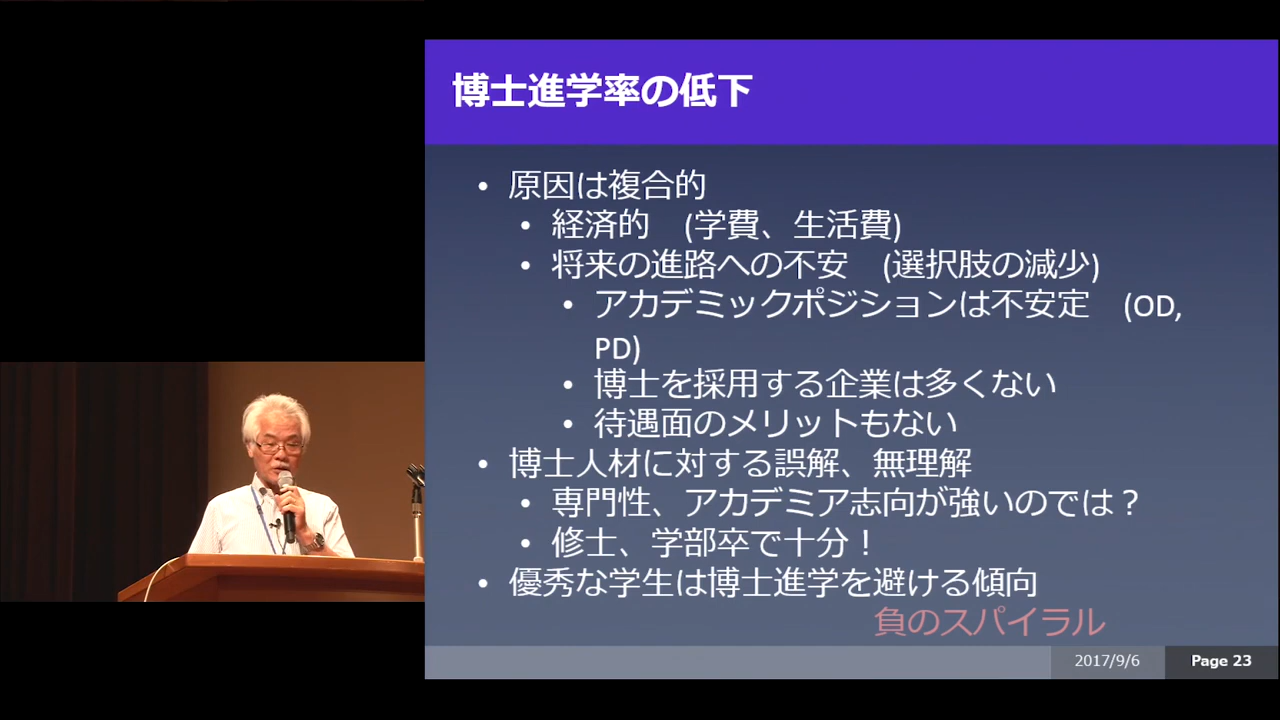 博士進学率の低下
• 原因は複合的
• 経済的　(学費、生活費)
• 将来の進路への不安　(選択肢の減少)
• アカデミックポジションは不安定　(OD,
PD)
• 博士を採用する企業は多くない
• 待遇面のメリットもない
• 博士人材に対する誤解、無理解
• 専門性、アカデミア志向が強いのでは？
• 修士、学部卒で十分！
• 優秀な学生は博士進学を避ける傾向
負のスパイラル
2017/9/6 Page 23